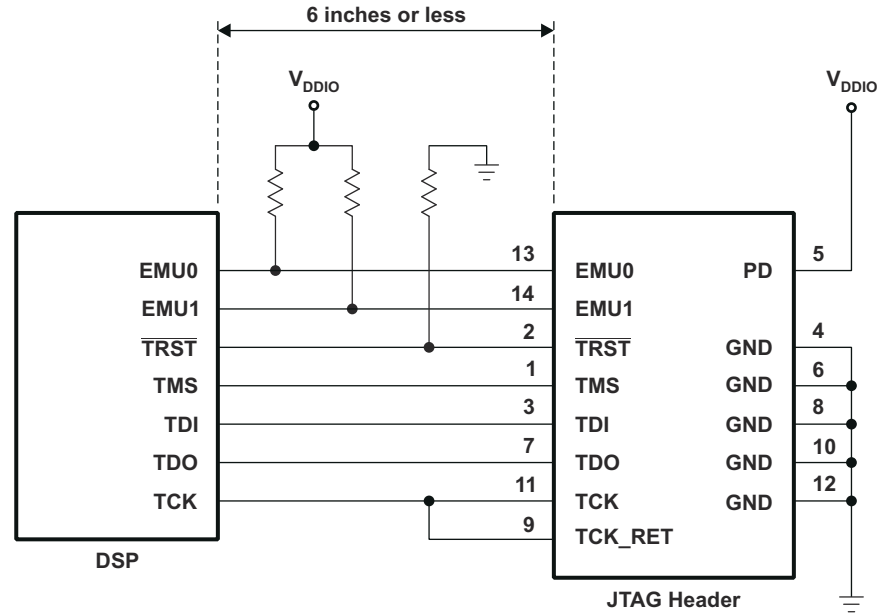 6 inches or less
VDDIO
VDDIO
EMU0
13
EMU0
PD
5
EMU1
14
EMU1
TRST
2
TRST
GND
4
TMS
1
TMS
GND
6
TDI
3
TDI
GND
8
TDO
7
TDO
GND
10
TCK
11
TCK
GND
12
9
TCK_RET
DSP
JTAG Header